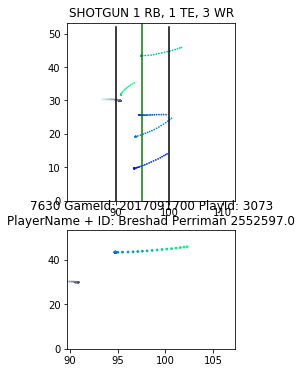 SHOTGUN 1 RB, 1 TE, 3 WR
50
40
30
20
10
0
90 100 110
7630 GameId: 2017091700 PlayId: 3073
PlayerName + ID: Breshad Perriman 2552597.0
40
20
0
90 95 100 105